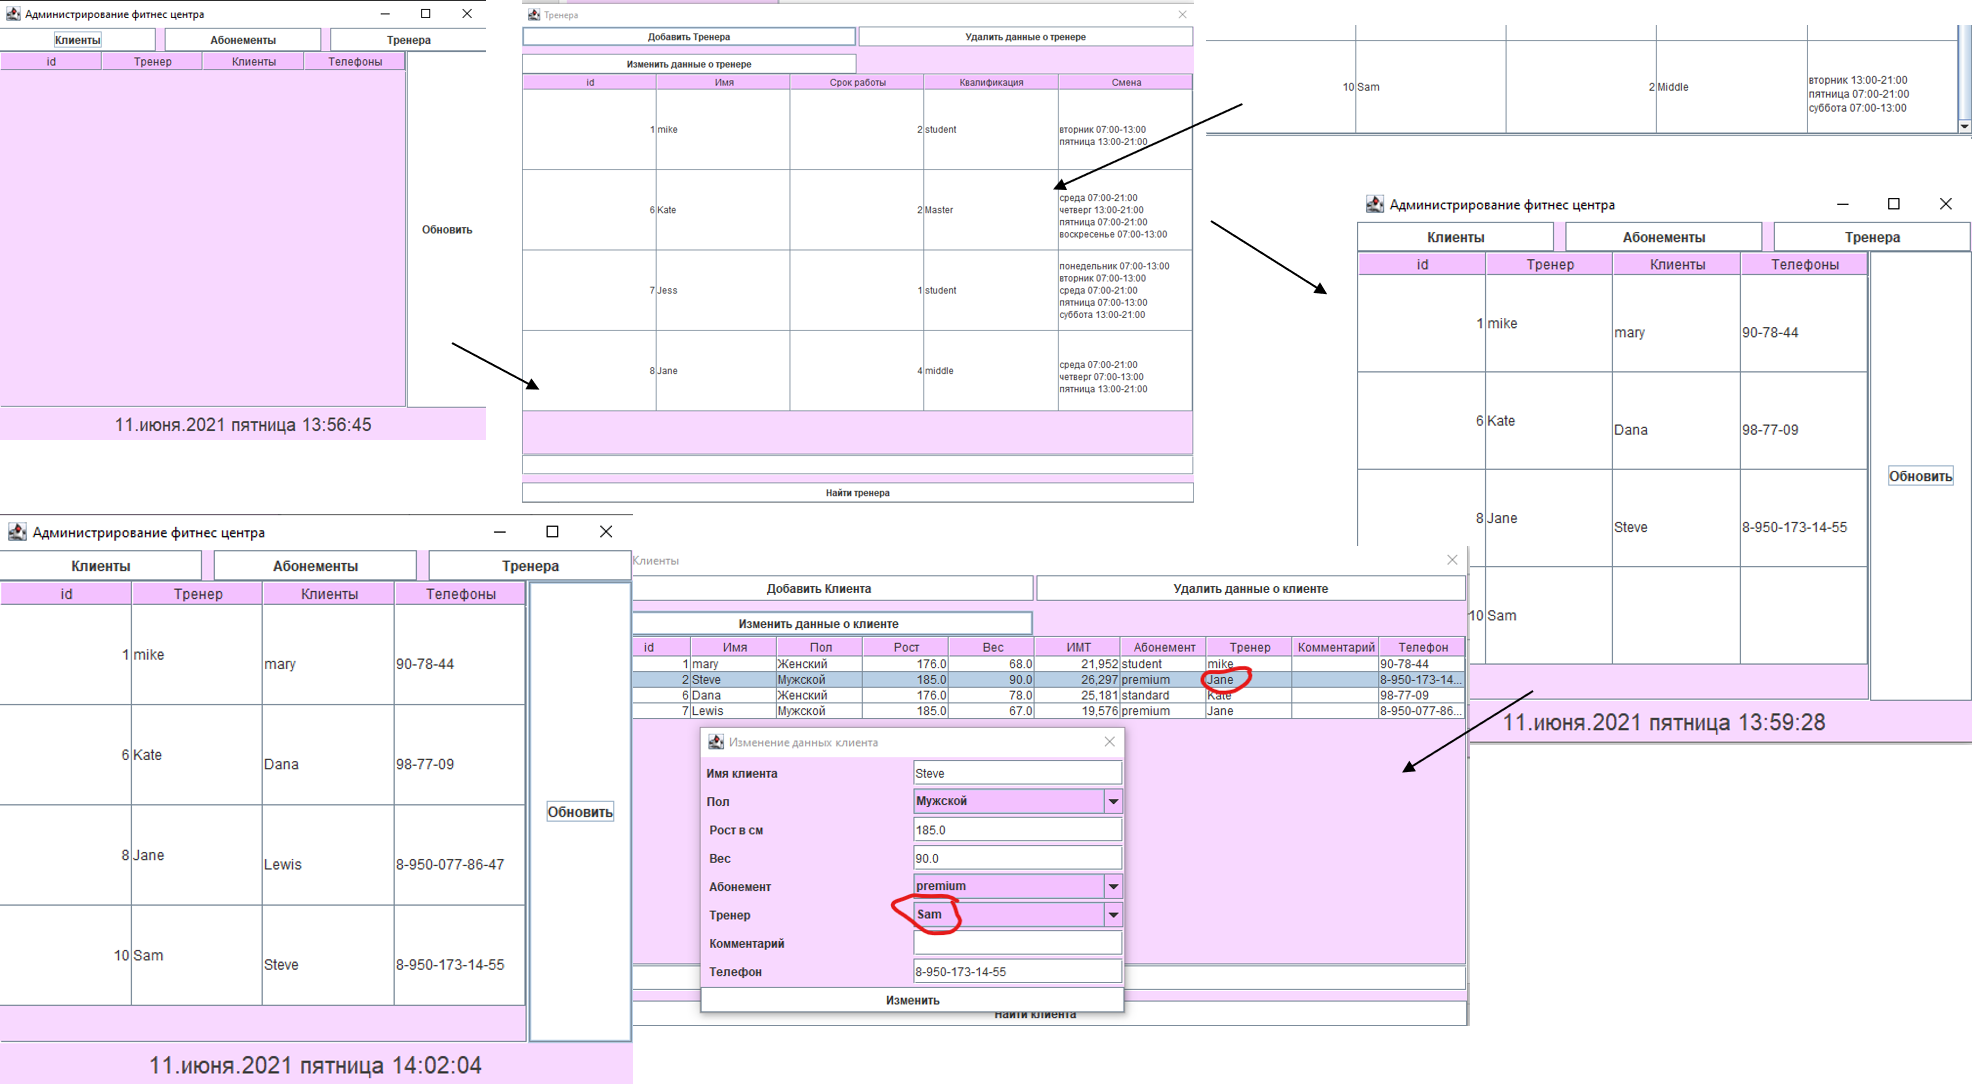 Администрирование фитнес центра
Клиенты Абонементы Тренера
id Тренер Клиенты Телефоны
Обновить
11.июня.2021 пятница 13:56:45
Тренера
Добавить Тренера Удалить данные о тренере
Изменить данные о тренере
id Имя Срок работы Квалификация Смена
1 mike 2 student вторник 07:00-13:00
пятница 13:00-21:00
6 Kate 2 Master среда 07:00-21:00
четверг 13:00-21:00
пятница 07:00-21:00
воскресенье 07:00-13:00
7 Jess 1 student понедельник 07:00-13:00
вторник 07:00-13:00
среда 07:00-21:00
пятница 07:00-13:00
суббота 13:00-21:00
8 Jane 4 middle среда 07:00-21:00
четверг 07:00-13:00
пятница 13:00-21:00
Найти тренера
10 Sam 2 Middle вторник 13:00-21:00
пятница 07:00-21:00
суббота 07:00-13:00
Администрирование фитнес центра
Клиенты Абонементы Тренера
id Тренер Клиенты Телефоны
1 mike mary 90-78-44
6 Kate Dana 98-77-09
8 Jane Steve 8-950-173-14-55
10 Sam
Обновить
11.июня.2021 пятница 13:59:28
Администрирование фитнес центра
Клиенты Абонементы Тренера
id Тренер Клиенты Телефоны
1 mike mary 90-78-44
6 Kate Dana 98-77-09
8 Jane Lewis 8-950-077-86-47
10 Sam Steve 8-950-173-14-55
Обновить
11.июня.2021 пятница 14:02:04
Клиенты
Добавить Клиента Удалить данные о клиенте
Изменить данные о клиенте
id Имя Пол Рост Вес ИМТ Абонемент Тренер Комментарий Телефон
1 mary Женский 176.0 68.0 21,952 student mike 90-78-44
2 Steve Мужской 185.0 90.0 26,297 premium Jane 8-950-173-14...
6 Dana Женский 176.0 78.0 25,181 standard Kate 98-77-09
7 Lewis Мужской 185.0 67.0 19,576 premium Jane 8-950-077-86...
Изменение данных клиента
Имя клиента Steve
Пол Мужской
Рост в см 185.0
Вес 90.0
Абонемент premium
Тренер Sam
Комментарий
Телефон 8-950-173-14-55
Изменить
Найти клиента